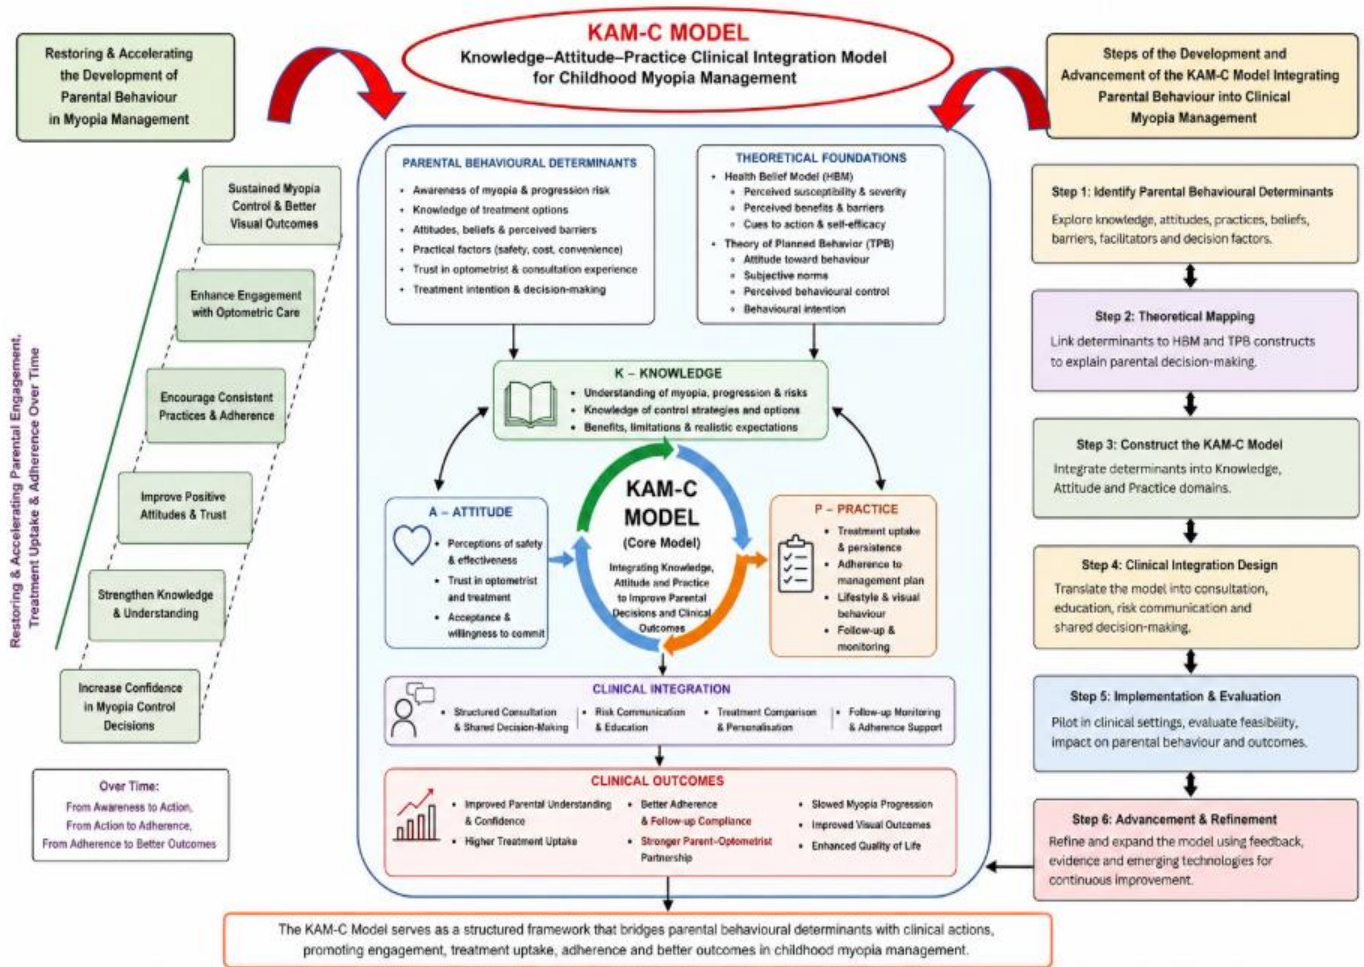 KAM-C MODEL
Knowledge–Attitude–Practice Clinical Integration Model
for Childhood Myopia Management
Restoring & Accelerating
the Development of
Parental Behaviour
in Myopia Management
Sustained Myopia
Control & Better
Visual Outcomes
Enhance Engagement
with Optometric Care
Encourage Consistent
Practices & Adherence
Improve Positive
Attitudes & Trust
Strengthen Knowledge
& Understanding
Increase Confidence
in Myopia Control
Decisions
Restoring & Accelerating Parental Engagement,
Treatment Uptake & Adherence Over Time
Over Time:
From Awareness to Action,
From Action to Adherence,
From Adherence to Better Outcomes
PARENTAL BEHAVIOURAL DETERMINANTS
• Awareness of myopia & progression risk
• Knowledge of treatment options
• Attitudes, beliefs & perceived barriers
• Practical factors (safety, cost, convenience)
• Trust in optometrist & consultation experience
• Treatment intention & decision-making
THEORETICAL FOUNDATIONS
• Health Belief Model (HBM)
Perceived susceptibility & severity
Perceived benefits & barriers
Cues to action & self-efficacy
• Theory of Planned Behavior (TPB)
Attitude toward behaviour
Subjective norms
Perceived behavioural control
Behavioural intention
K – KNOWLEDGE
• Understanding of myopia, progression & risks
• Knowledge of control strategies and options
• Benefits, limitations & realistic expectations
A – ATTITUDE
• Perceptions of safety
& effectiveness
• Trust in optometrist
and treatment
• Acceptance &
willingness to commit
KAM-C
MODEL
(Core Model)
Integrating Knowledge,
Attitude and Practice
to Improve Parental
Decisions and Clinical
Outcomes
P – PRACTICE
• Treatment uptake
& persistence
• Adherence to
management plan
• Lifestyle & visual
behaviour
• Follow-up &
monitoring
CLINICAL INTEGRATION
• Structured Consultation
& Shared Decision-Making
• Risk Communication
& Education
• Treatment Comparison
& Personalisation
• Follow-up Monitoring
& Adherence Support
CLINICAL OUTCOMES
• Improved Parental Understanding
& Confidence
• Higher Treatment Uptake
• Better Adherence
& Follow-up Compliance
• Stronger Parent–Optometrist
Partnership
• Slowed Myopia Progression
• Improved Visual Outcomes
• Enhanced Quality of Life
Steps of the Development and
Advancement of the KAM-C Model Integrating
Parental Behaviour into Clinical
Myopia Management
Step 1: Identify Parental Behavioural Determinants
Explore knowledge, attitudes, practices, beliefs,
barriers, facilitators and decision factors.
Step 2: Theoretical Mapping
Link determinants to HBM and TPB constructs
to explain parental decision-making.
Step 3: Construct the KAM-C Model
Integrate determinants into Knowledge,
Attitude and Practice domains.
Step 4: Clinical Integration Design
Translate the model into consultation,
education, risk communication and
shared decision-making.
Step 5: Implementation & Evaluation
Pilot in clinical settings, evaluate feasibility,
impact on parental behaviour and outcomes.
Step 6: Advancement & Refinement
Refine and expand the model using feedback,
evidence and emerging technologies for
continuous improvement.
The KAM-C Model serves as a structured framework that bridges parental behavioural determinants with clinical actions,
promoting engagement, treatment uptake, adherence and better outcomes in childhood myopia management.